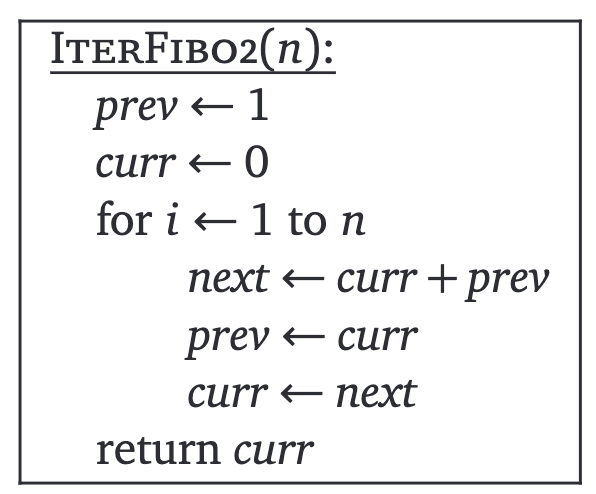 ITERFIBO2(n):
prev ← 1
curr ← 0
for i ← 1 to n
next ← curr + prev
prev ← curr
curr ← next
return curr